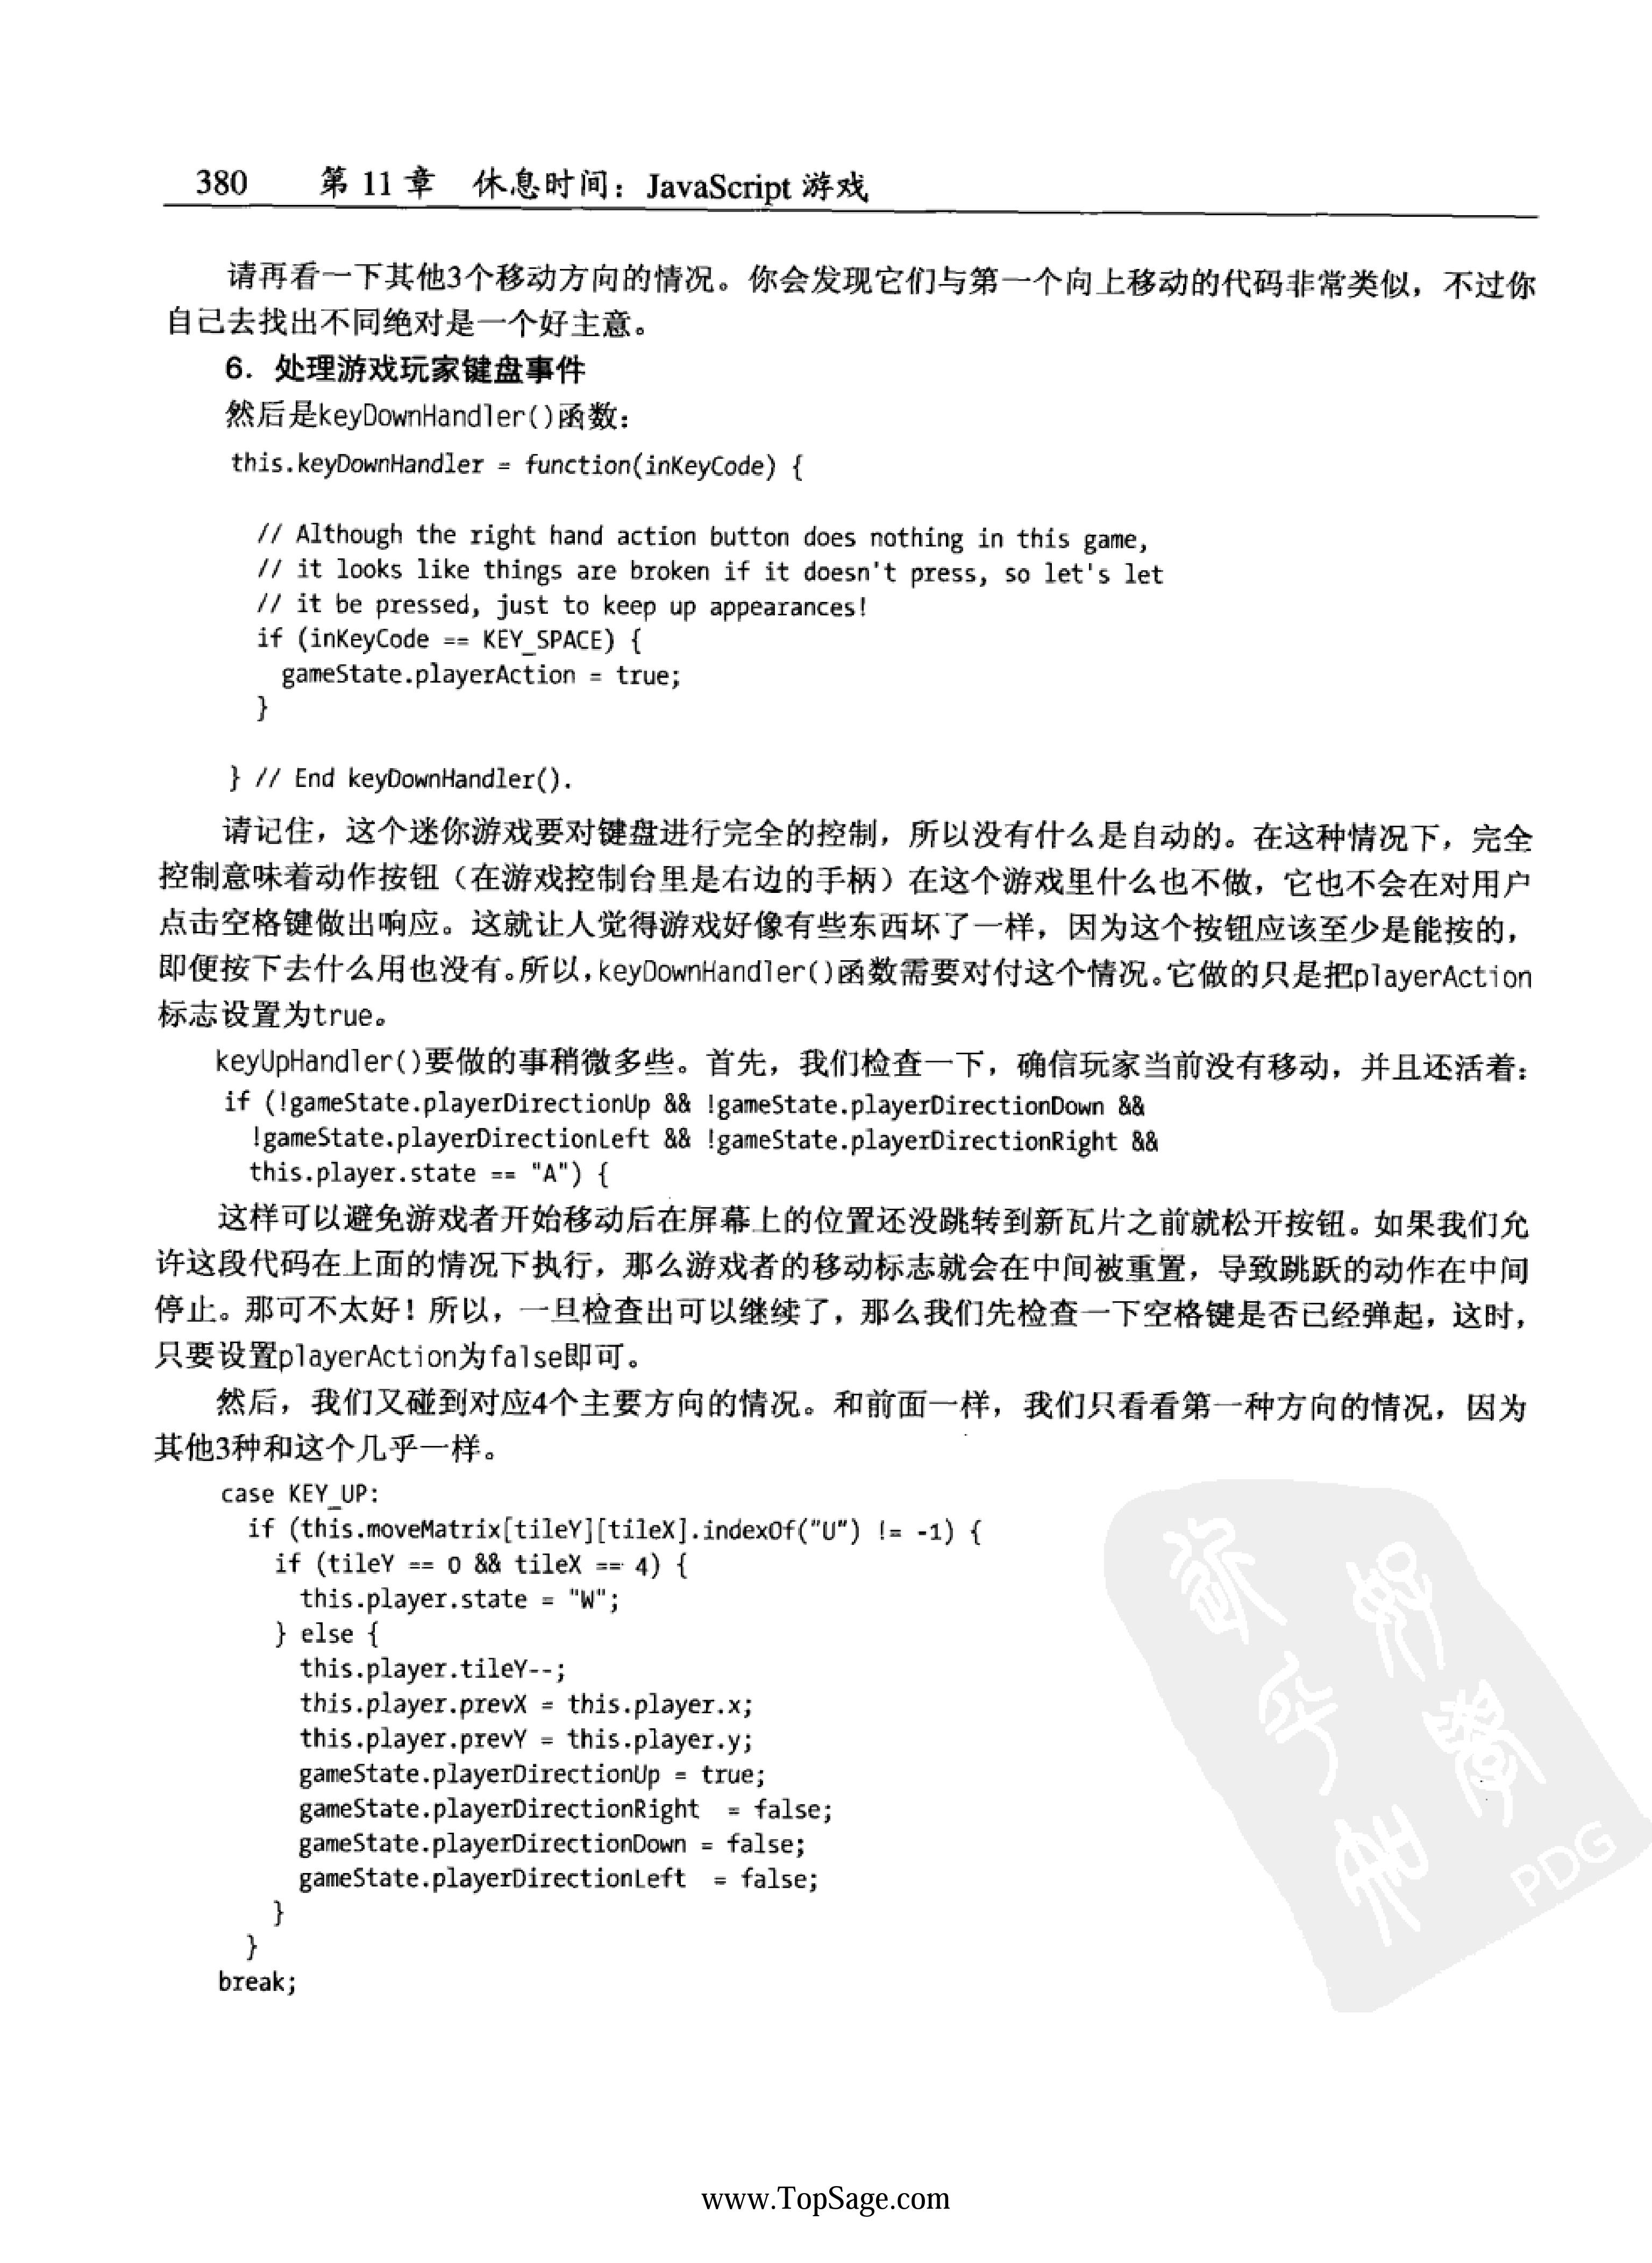 380 第 11 章 休息时间：JavaScript 游戏
请再看一下其他3个移动方向的情况。你会发现它们与第一个向上移动的代码非常类似，不过你
自己去找出不同绝对是一个好主意。
6. 处理游戏玩家键盘事件
然后是keyDownHandler()函数：
this.keyDownHandler = function(inKeyCode) {
// Although the right hand action button does nothing in this game,
// it looks like things are broken if it doesn't press, so let's let
// it be pressed, just to keep up appearances!
if (inKeyCode == KEY_SPACE) {
gameState.playerAction = true;
}
} // End keyDownHandler().
请记住，这个迷你游戏要对键盘进行完全的控制，所以没有什么是自动的。在这种情况下，完全
控制意味着动作按钮（在游戏控制台里是右边的手柄）在这个游戏里什么也不做，它也不会在对用户
点击空格键做出响应。这就让人觉得游戏好像有些东西坏了一样，因为这个按钮应该至少是能按的，
即便按下去什么用也没有。所以，keyDownHandler()函数需要对付这个情况。它做的只是把playerAction
标志设置为true。
keyUpHandler()要做的事稍微多些。首先，我们检查一下，确信玩家当前没有移动，并且还活着：
if (!gameState.playerDirectionUp && !gameState.playerDirectionDown &&
!gameState.playerDirectionLeft && !gameState.playerDirectionRight &&
this.player.state == "A") {
这样可以避免游戏者开始移动后在屏幕上的位置还没跳转到新瓦片之前就松开按钮。如果我们允
许这段代码在上面的情况下执行，那么游戏者的移动标志就会在中间被重置，导致跳跃的动作在中间
停止。那可不太好！所以，一旦检查出可以继续了，那么我们先检查一下空格键是否已经弹起，这时，
只要设置playerAction为false即可。
然后，我们又碰到对应4个主要方向的情况。和前面一样，我们只看看第一种方向的情况，因为
其他3种和这个几乎一样。
case KEY_UP:
if (this.moveMatrix[tileY][tileX].indexOf("U") != -1) {
if (tileY == 0 && tileX == 4) {
this.player.state = "W";
} else {
this.player.tileY--;
this.player.prevX = this.player.x;
this.player.prevY = this.player.y;
gameState.playerDirectionUp = true;
gameState.playerDirectionRight = false;
gameState.playerDirectionDown = false;
gameState.playerDirectionLeft = false;
}
}
break;
PDG
www.TopSage.com